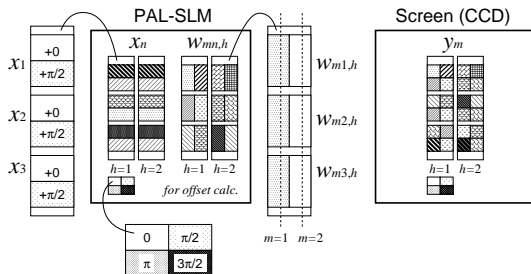 PAL-SLM
Screen (CCD)
x1
+0
+π/2
x2
+0
+π/2
x3
+0
+π/2
xn
wmn,h
h=1
h=2
h=1
h=2
for offset calc.
0
π/2
π
3π/2
wm1,h
wm2,h
wm3,h
m=1
m=2
ym
h=1
h=2